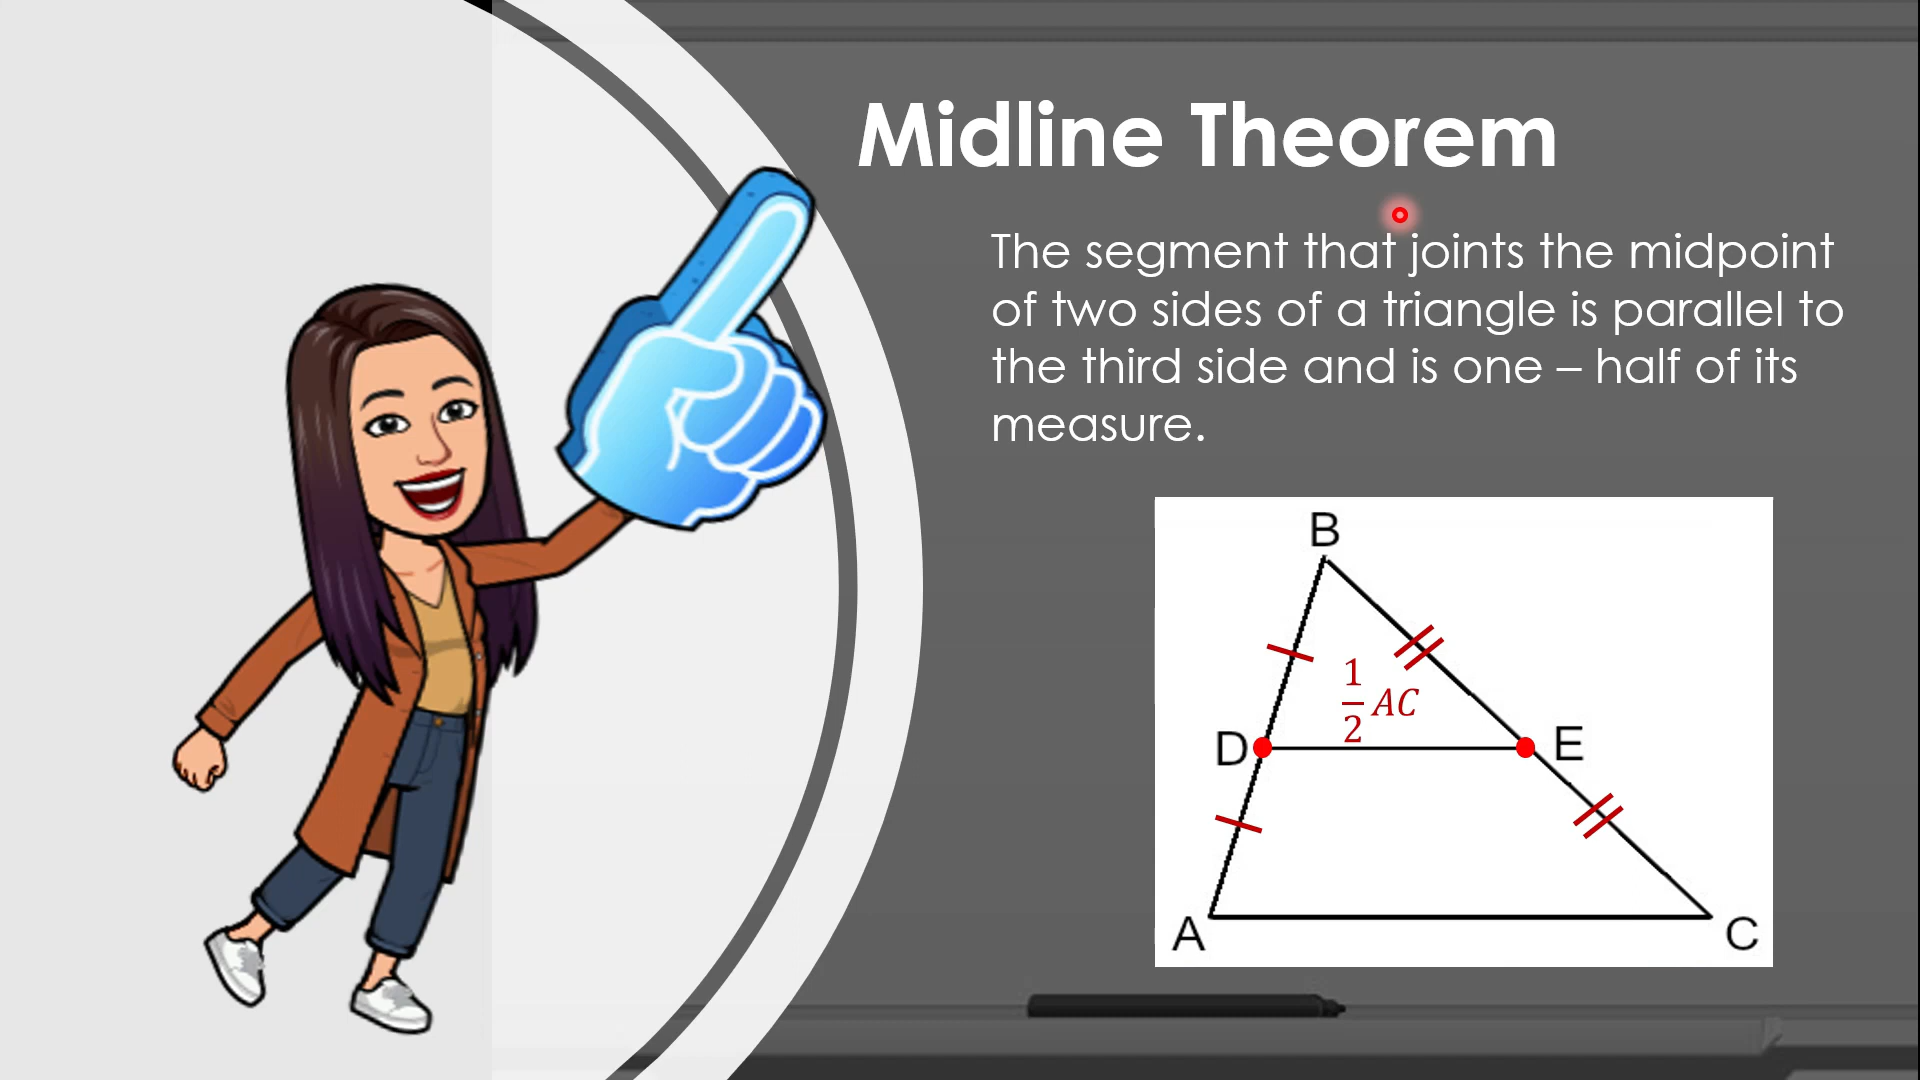 Midline Theorem
The segment that joints the midpoint
of two sides of a triangle is parallel to
the third side and is one – half of its
measure.
B
1/2 AC
D
E
A
C